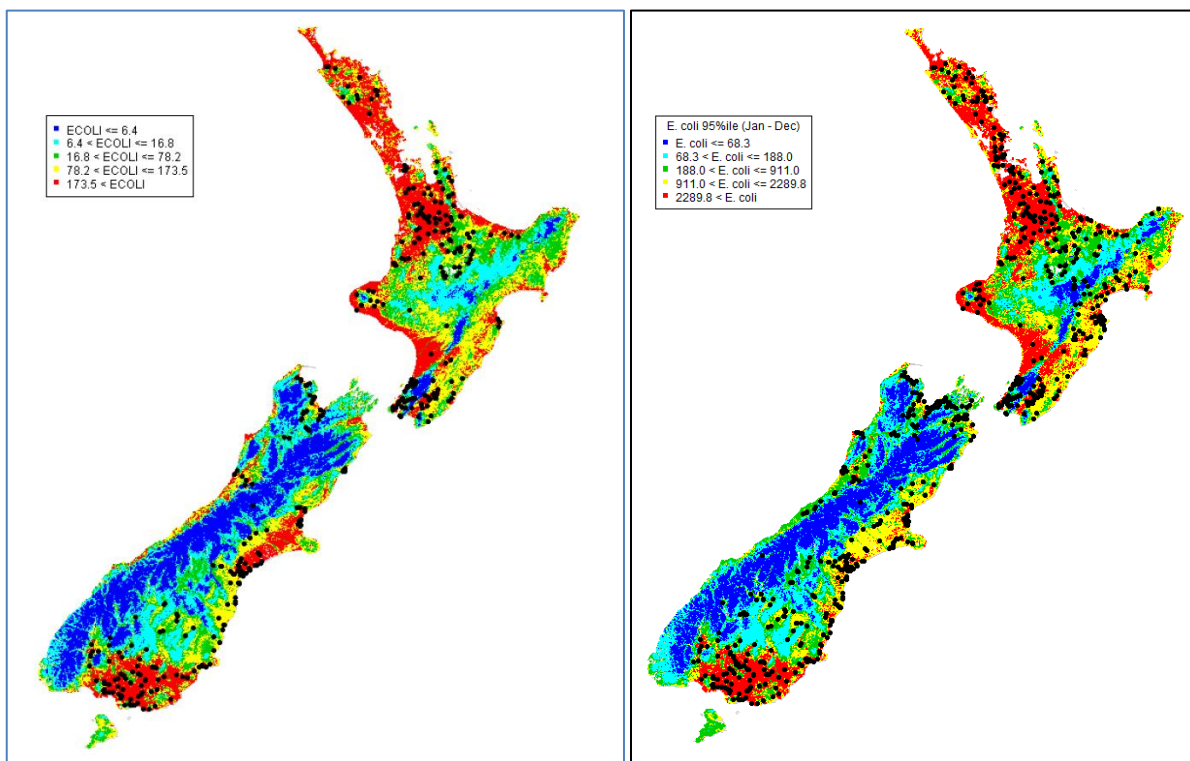 ECOLI <= 6.4
6.4 < ECOLI <= 16.8
16.8 < ECOLI <= 78.2
78.2 < ECOLI <= 173.5
173.5 < ECOLI
E. coli 95%ile (Jan - Dec)
E. coli <= 68.3
68.3 < E. coli <= 188.0
188.0 < E. coli <= 911.0
911.0 < E. coli <= 2289.8
2289.8 < E. coli